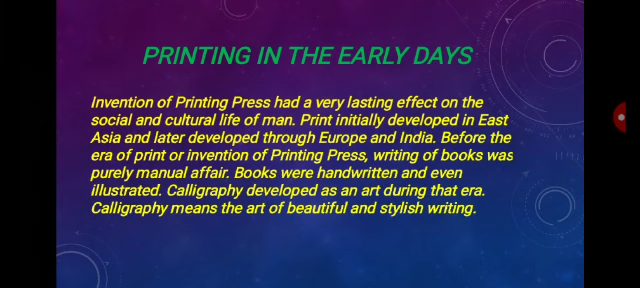 PRINTING IN THE EARLY DAYS
Invention of Printing Press had a very lasting effect on the
social and cultural life of man. Print initially developed in East
Asia and later developed through Europe and India. Before the
era of print or invention of Printing Press, writing of books was
purely manual affair. Books were handwritten and even
illustrated. Calligraphy developed as an art during that era.
Calligraphy means the art of beautiful and stylish writing.